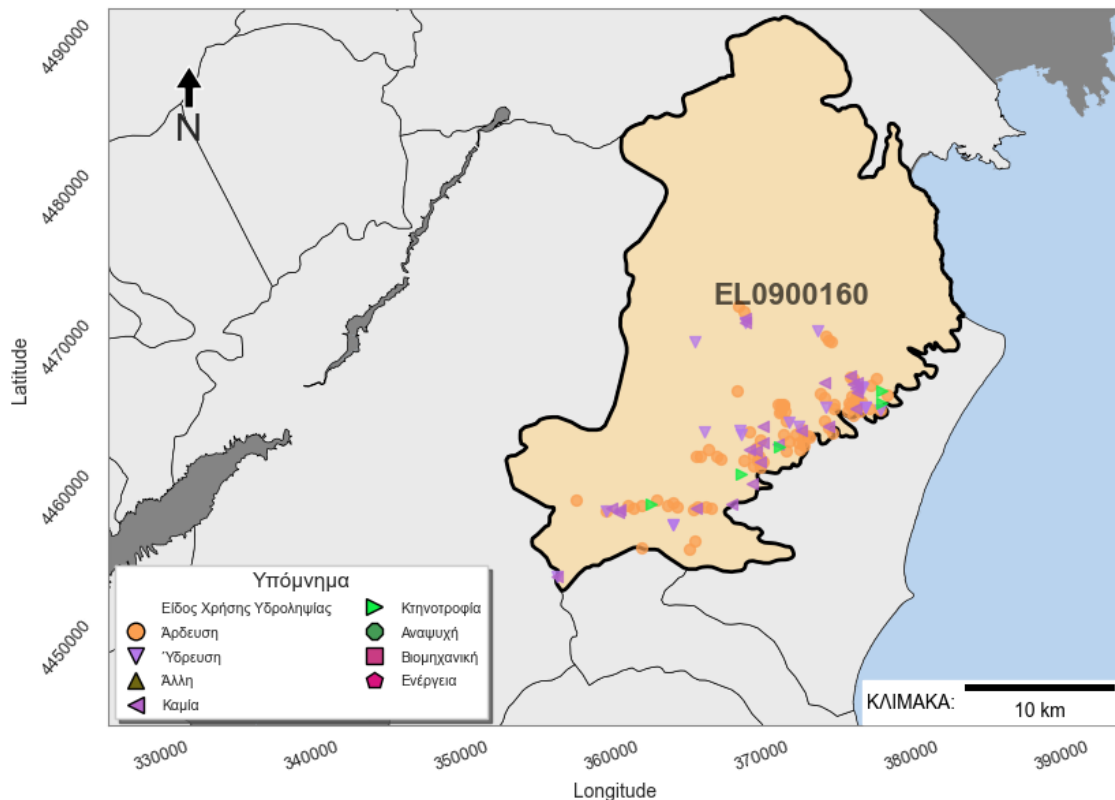 4490000
4480000
4470000
4460000
4450000
Latitude
N
EL0900160
Υπόμνημα
Είδος Χρήσης Υδροληψίας
Άρδευση
Ύδρευση
Άλλη
Καμία
Κτηνοτροφία
Αναψυχή
Βιομηχανική
Ενέργεια
ΚΛΙΜΑΚΑ:
10 km
330000 340000 350000 360000 370000 380000 390000
Longitude